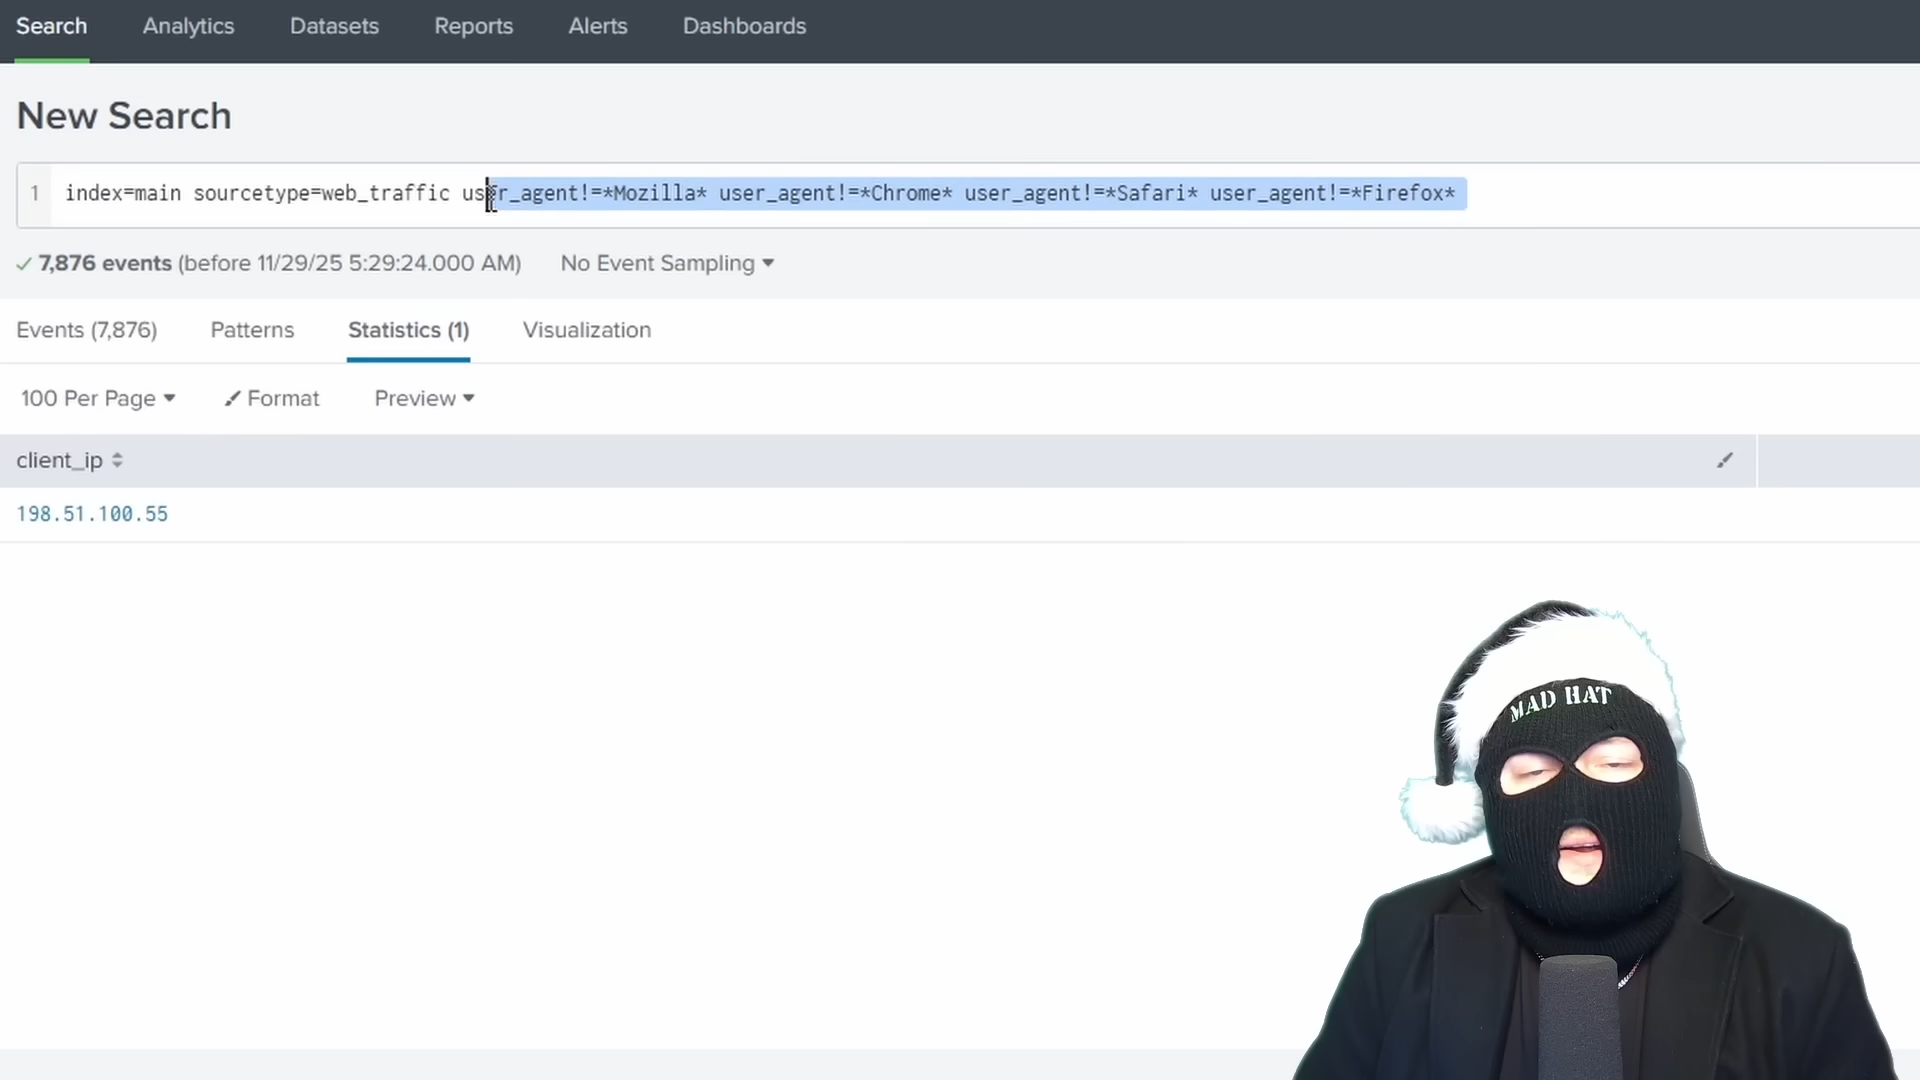 Search Analytics Datasets Reports Alerts Dashboards
New Search
1 index=main sourcetype=web_traffic user_agent!=*Mozilla* user_agent!=*Chrome* user_agent!=*Safari* user_agent!=*Firefox*
7,876 events (before 11/29/25 5:29:24.000 AM) No Event Sampling
Events (7,876) Patterns Statistics (1) Visualization
100 Per Page Format Preview
client_ip
198.51.100.55
MAD HAT